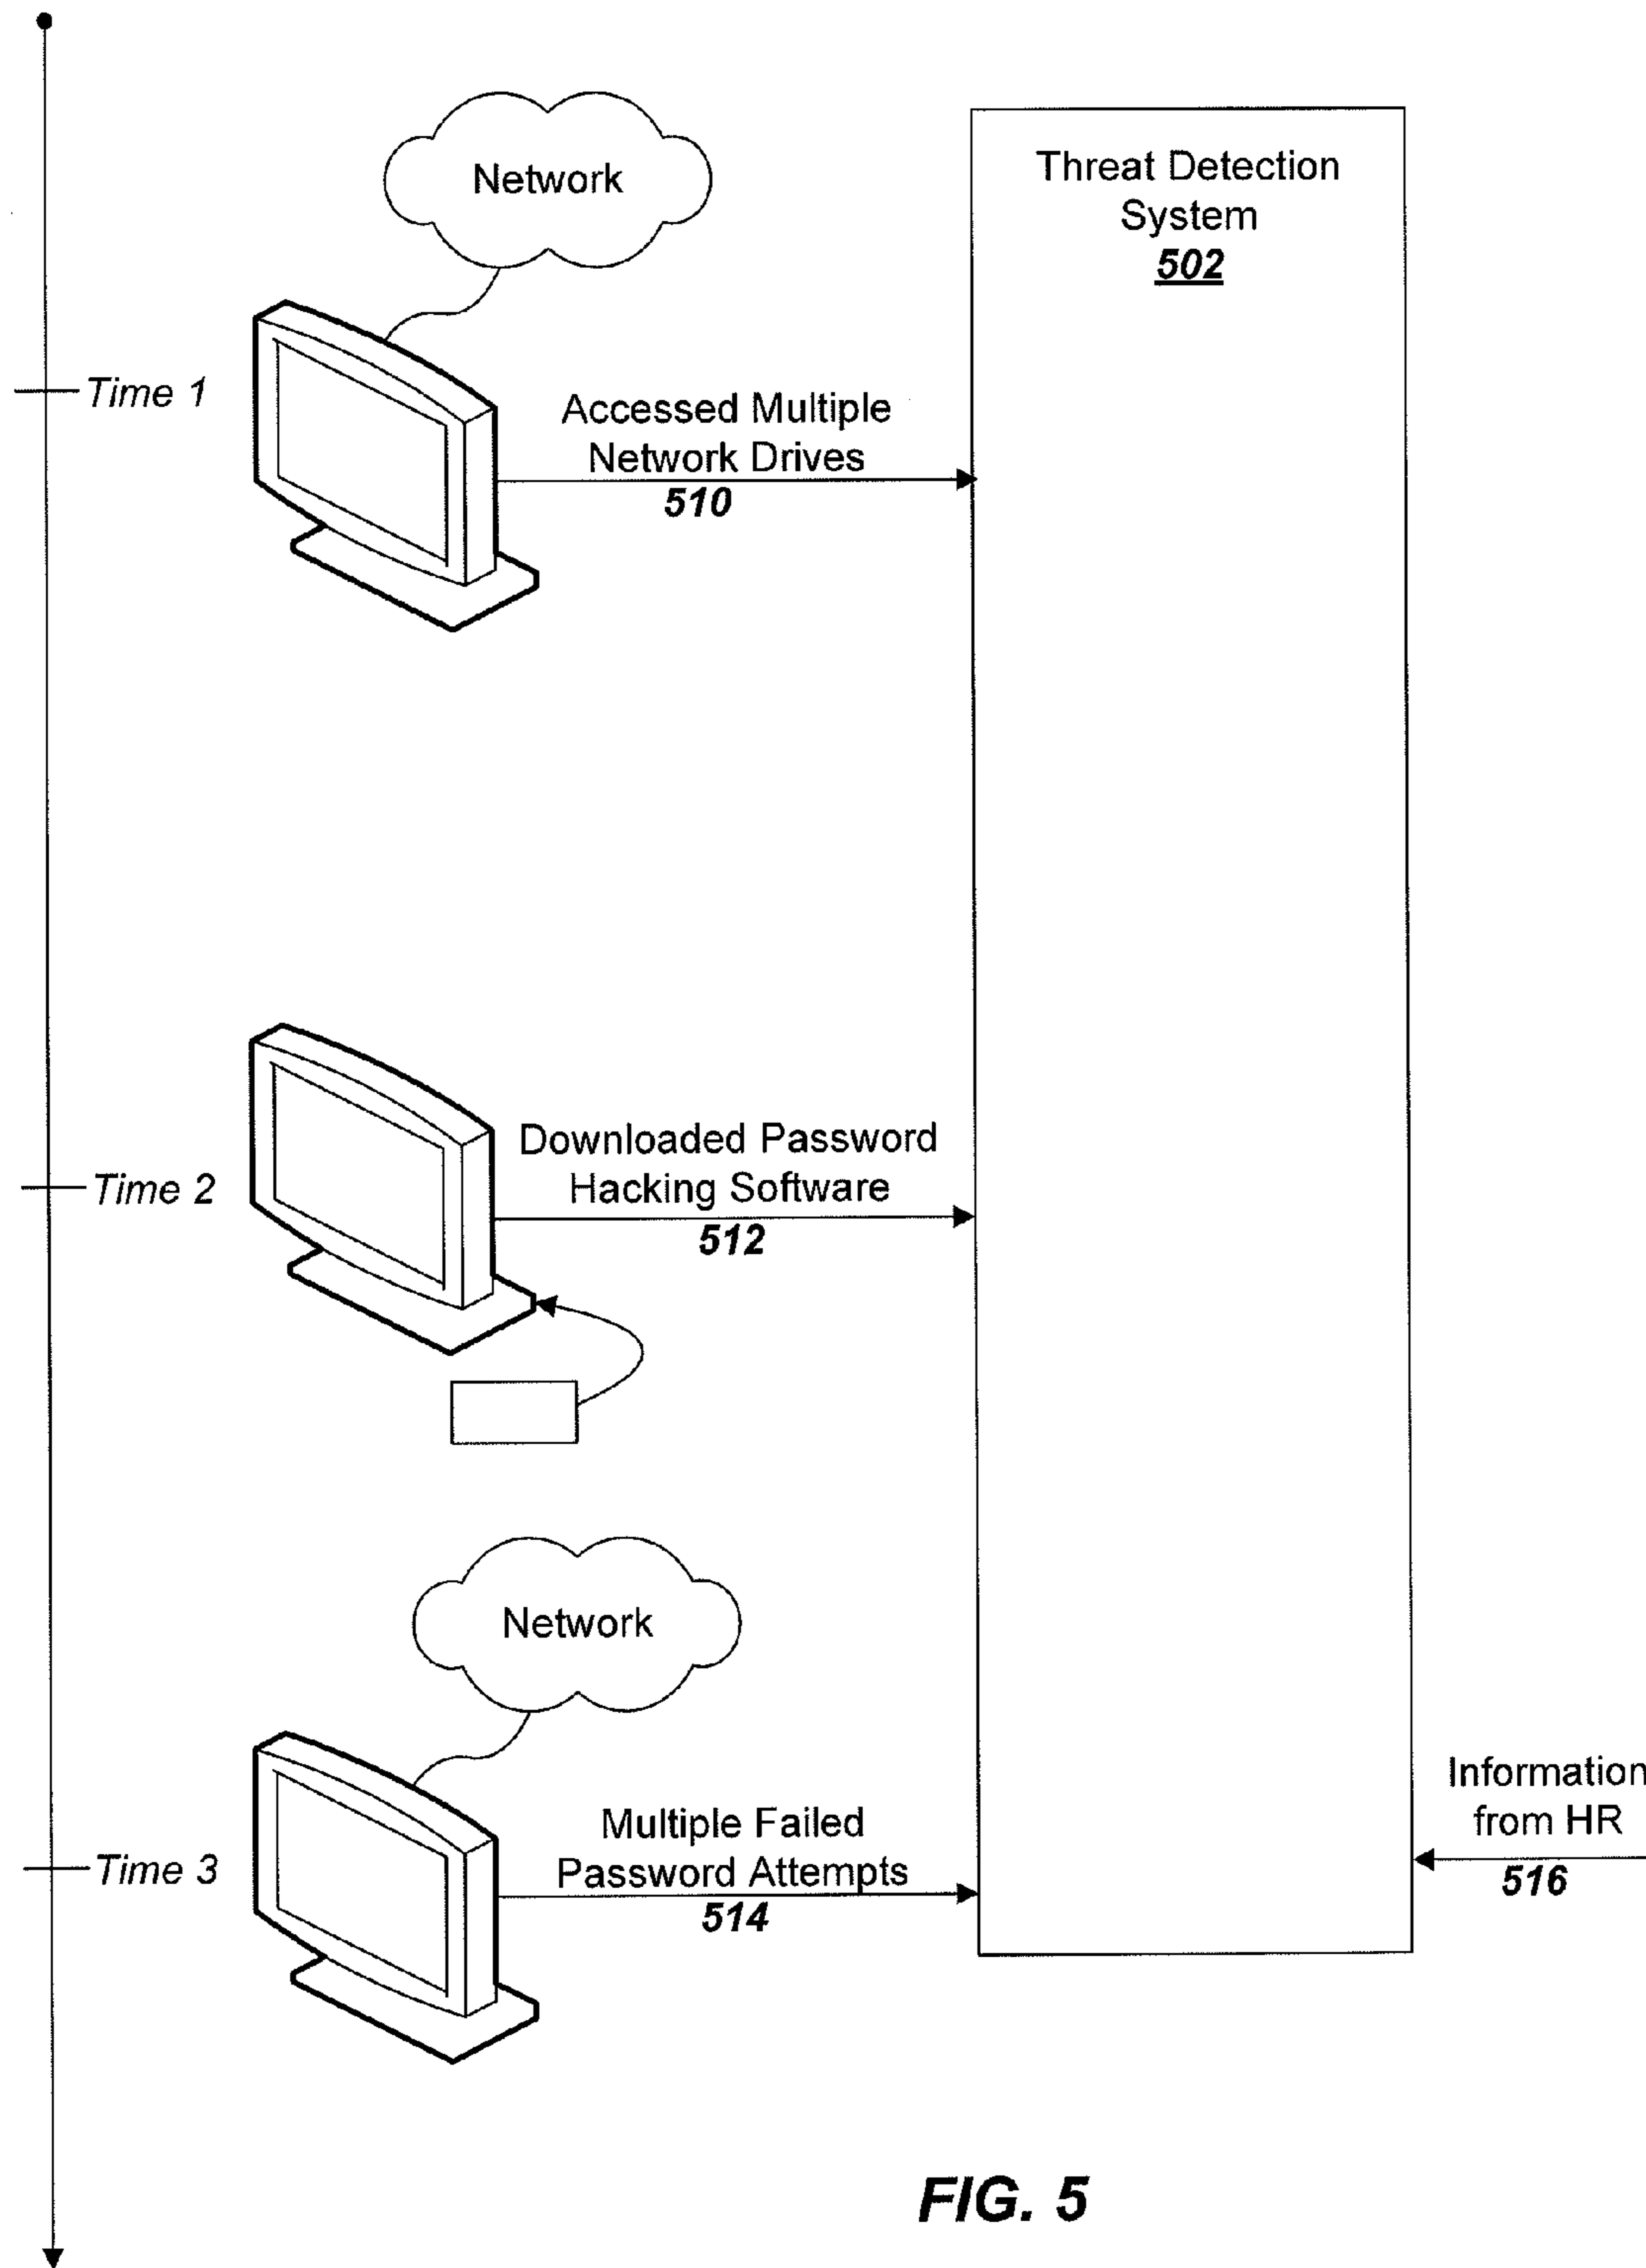 Network
Threat Detection
System
502
Time 1
Accessed Multiple
Network Drives
510
Time 2
Downloaded Password
Hacking Software
512
Network
Time 3
Multiple Failed
Password Attempts
514
Information
from HR
516
FIG. 5